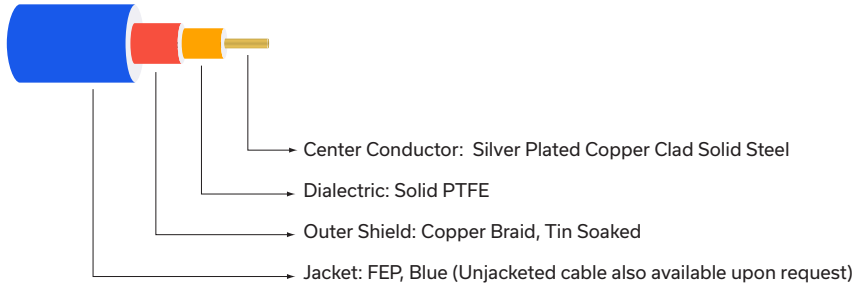 Center Conductor: Silver Plated Copper Clad Solid Steel
Dialectric: Solid PTFE
Outer Shield: Copper Braid, Tin Soaked
Jacket: FEP, Blue (Unjacketed cable also available upon request)